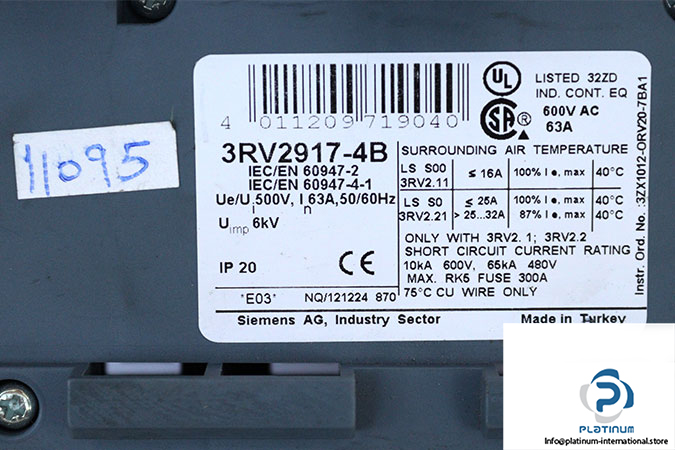 11095
4 011209 719040
UL
LISTED 32ZD
IND. CONT. EQ
SA ®
600V AC
63A
3RV2917-4B
IEC/EN 60947-2
IEC/EN 60947-4-1
Ue/Ui 500V, In 63A,50/60Hz
Uimp 6kV
IP 20
CE
*E03*
NQ/121224 870
SURROUNDING AIR TEMPERATURE
LS S00
3RV2.11
≤ 16A
100% I e, max
40°C
LS S0
3RV2.21
≤ 25A
> 25...32A
100% I e, max
87% I e, max
40°C
40°C
ONLY WITH 3RV2. 1; 3RV2.2
SHORT CIRCUIT CURRENT RATING
10kA 600V, 65kA 480V
MAX. RK5 FUSE 300A
75°C CU WIRE ONLY
Siemens AG, Industry Sector
Made in Turkey
Instr. Ord. No. :3ZX1012-0RV20-7BA1
PLATINUM
Info@platinum-international.store